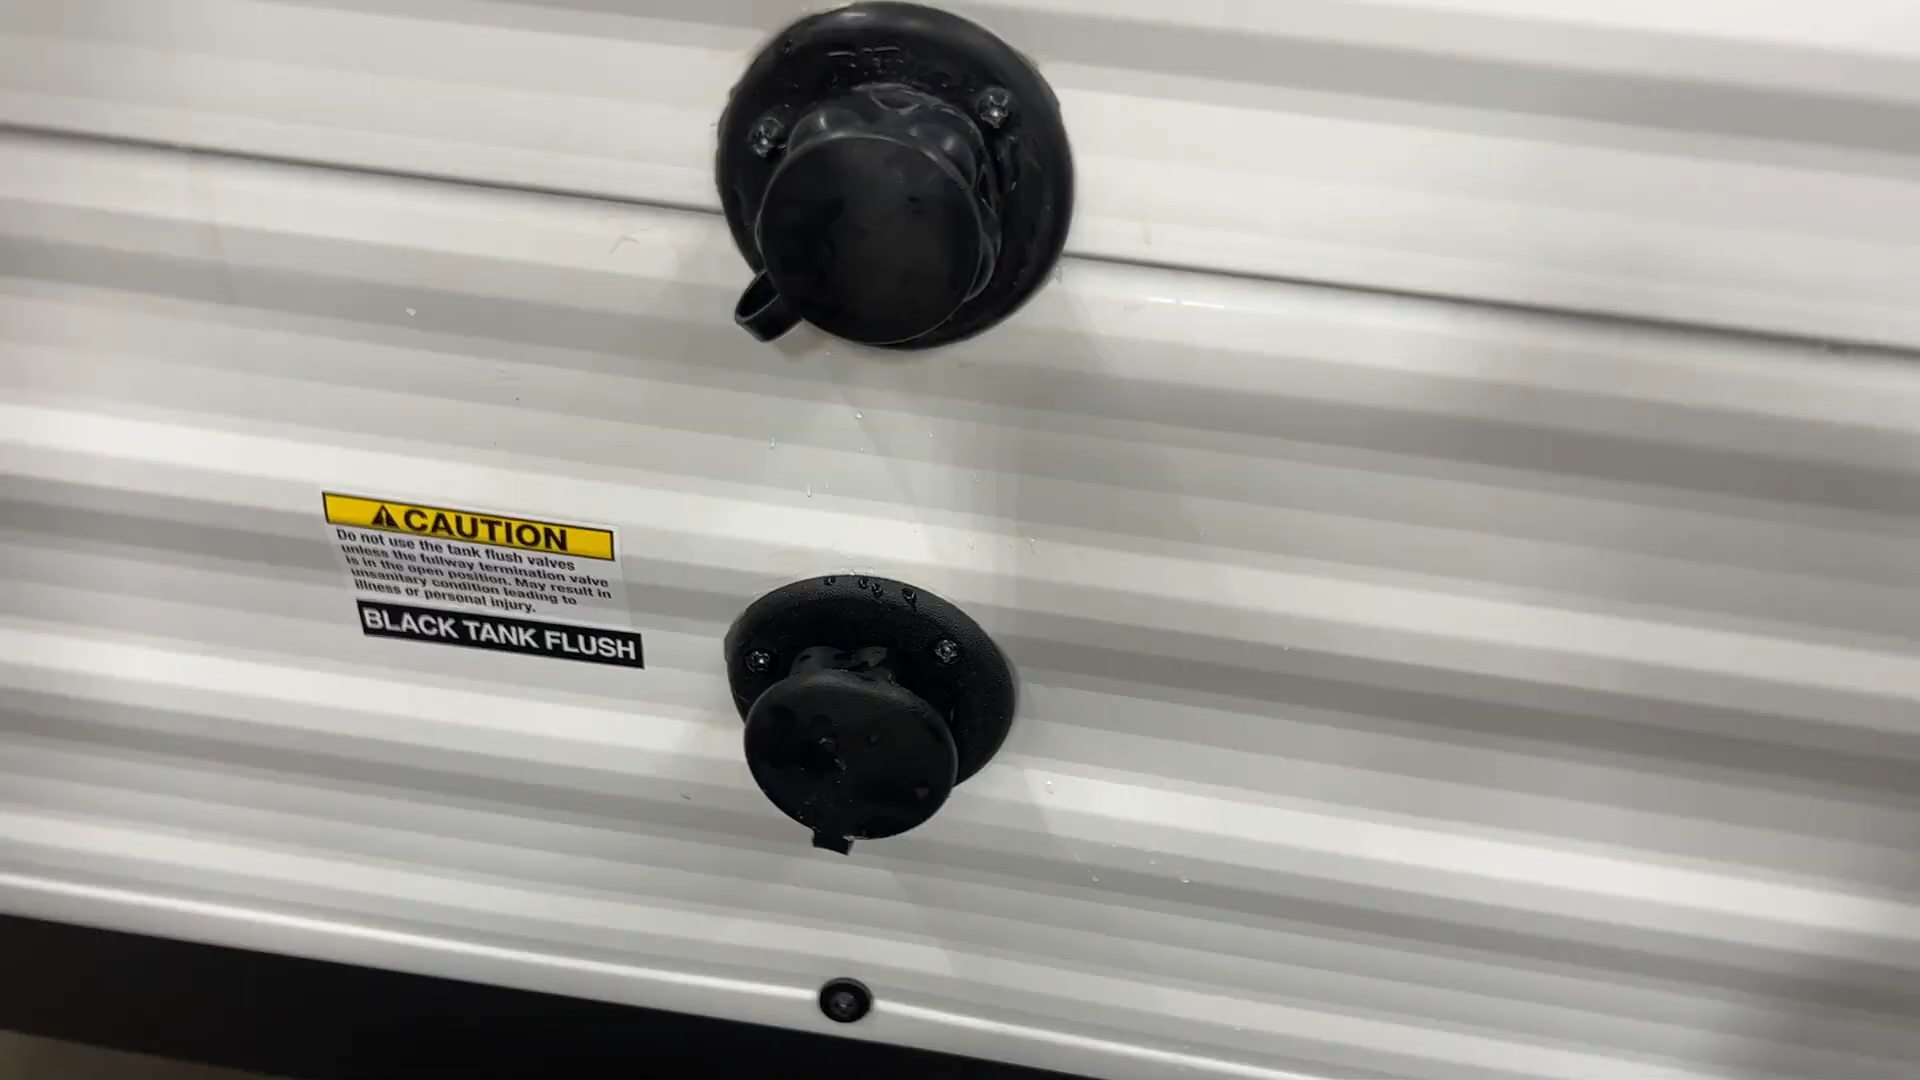 CAUTION
Do not use the tank flush valves
unless the fullway termination valve
is in the open position. May result in
unsanitary condition leading to
illness or personal injury.
BLACK TANK FLUSH